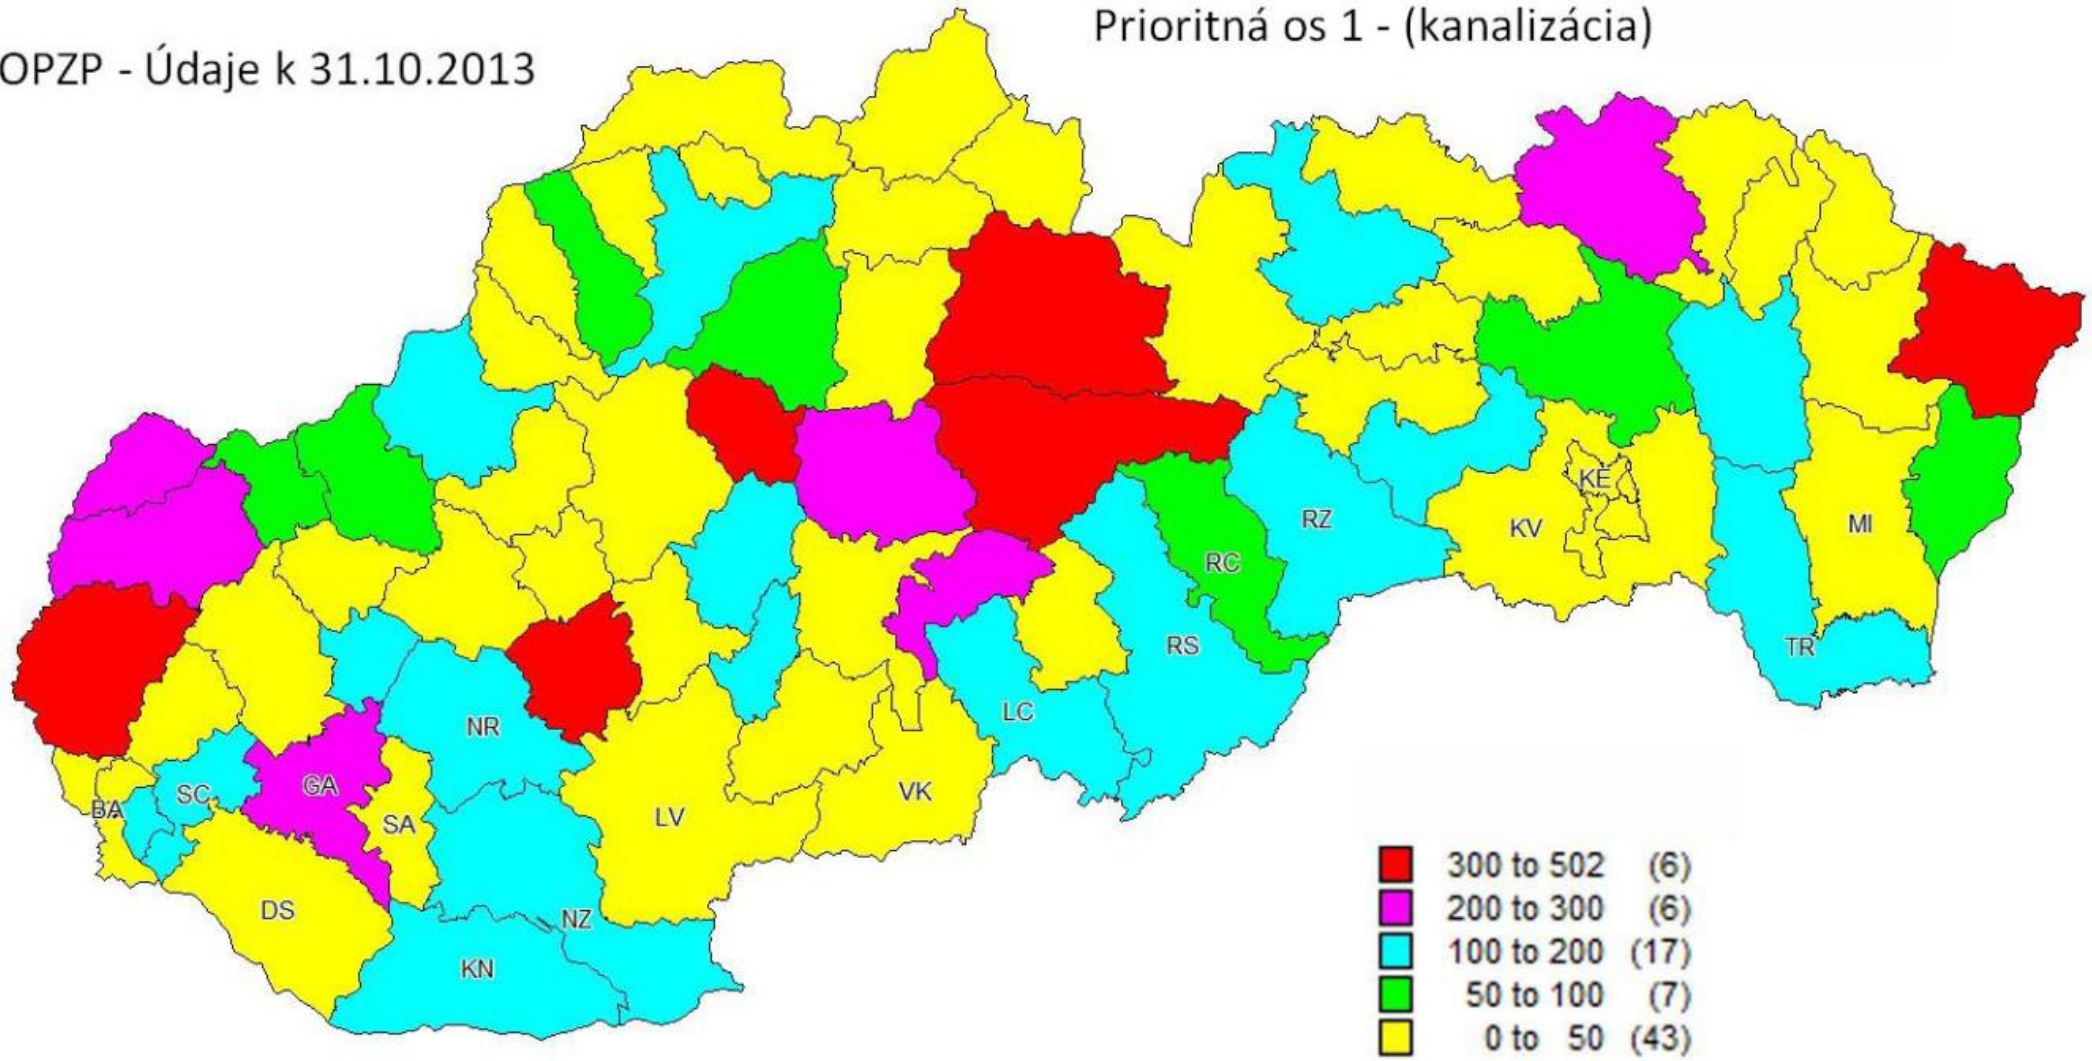 Prioritná os 1 - (kanalizácia)
OPZP - Údaje k 31.10.2013
KE
RZ
KV
MI
RC
RS
TR
LC
NR
SC
GA
VK
BA
LV
SA
DS
NZ
KN
300 to 502 (6)
200 to 300 (6)
100 to 200 (17)
50 to 100 (7)
0 to 50 (43)